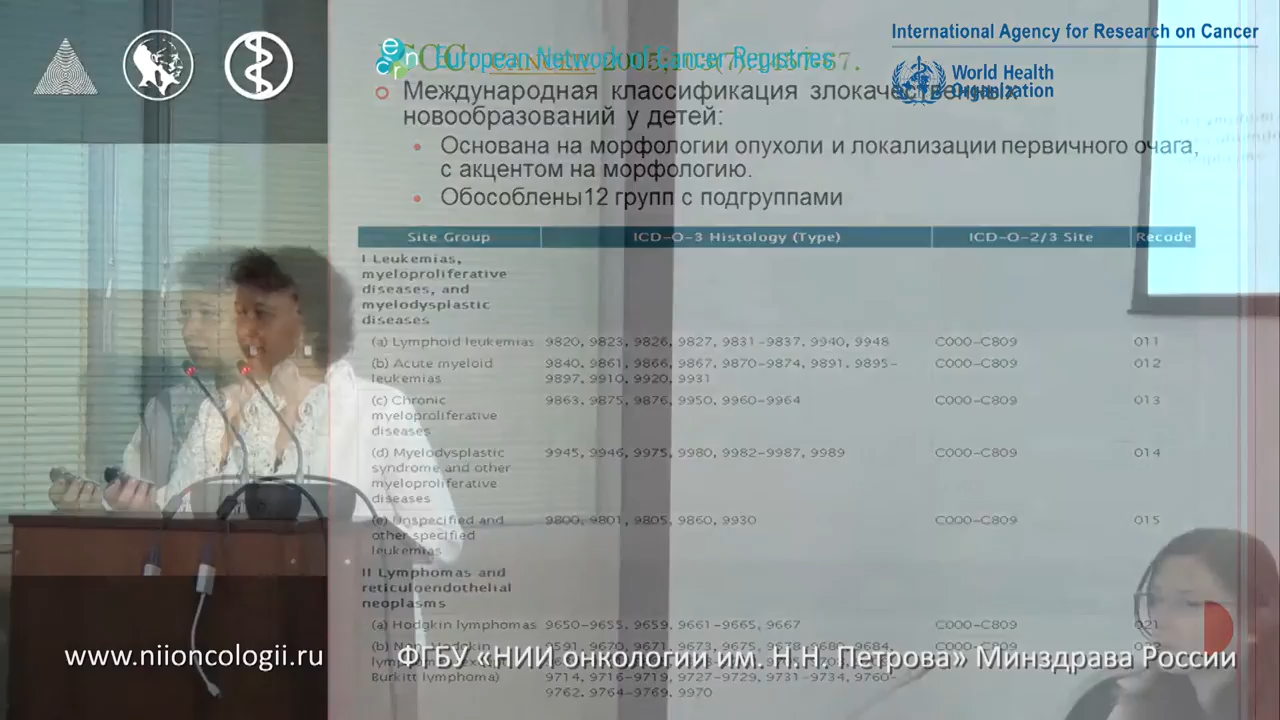 International Agency for Research on Cancer
European Network of Cancer Registries
World Health
Organization
Международная классификация злокачественных
новообразований у детей:
Основана на морфологии опухоли и локализации первичного очага,
с акцентом на морфологию.
Обособлены12 групп с подгруппами
Site Group ICD-O-3 Histology (Type) ICD-O-2/3 Site Recode
I Leukemias,
myeloproliferative
diseases, and
myelodysplastic
diseases
(a) Lymphoid leukemias 9820, 9823, 9826, 9827, 9831-9837, 9940, 9948 C000-C809 011
(b) Acute myeloid 9840, 9861, 9866, 9867, 9870-9874, 9891, 9895- C000-C809 012
leukemias 9897, 9910, 9920, 9931
(c) Chronic 9863, 9875, 9876, 9950, 9960-9964 C000-C809 013
myeloproliferative
diseases
(d) Myelodysplastic 9945, 9946, 9975, 9980, 9982-9987, 9989 C000-C809 014
syndrome and other
myeloproliferative
diseases
(e) Unspecified and 9800, 9801, 9805, 9860, 9930 C000-C809 015
other specified
leukemias
II Lymphomas and
reticuloendothelial
neoplasms
(a) Hodgkin lymphomas 9650-9655, 9659, 9661-9665, 9667 C000-C809 021
9591, 9670, 9671, 9673, 9675, 9678-9680, 9684,
Burkitt lymphoma) 9714, 9716-9719, 9727-9729, 9731-9734, 9760-
9762, 9764-9769, 9970
www.niioncologii.ru ФГБУ «НИИ онкологии им. Н.Н. Петрова» Минздрава России